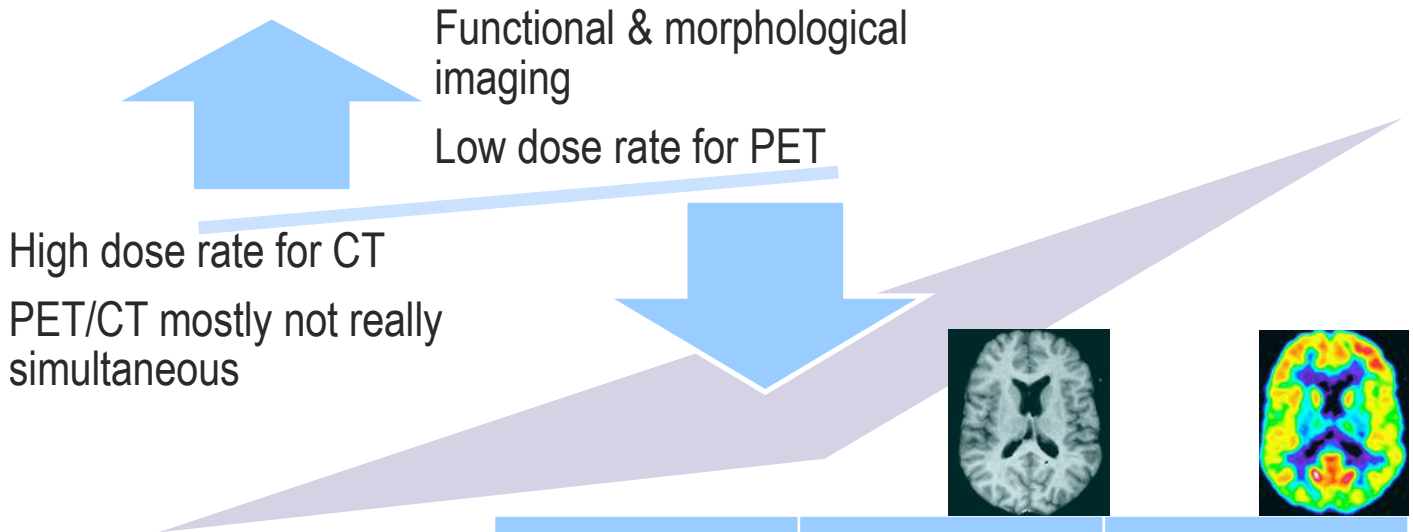 Functional & morphological
imaging
Low dose rate for PET
High dose rate for CT
PET/CT mostly not really
simultaneous